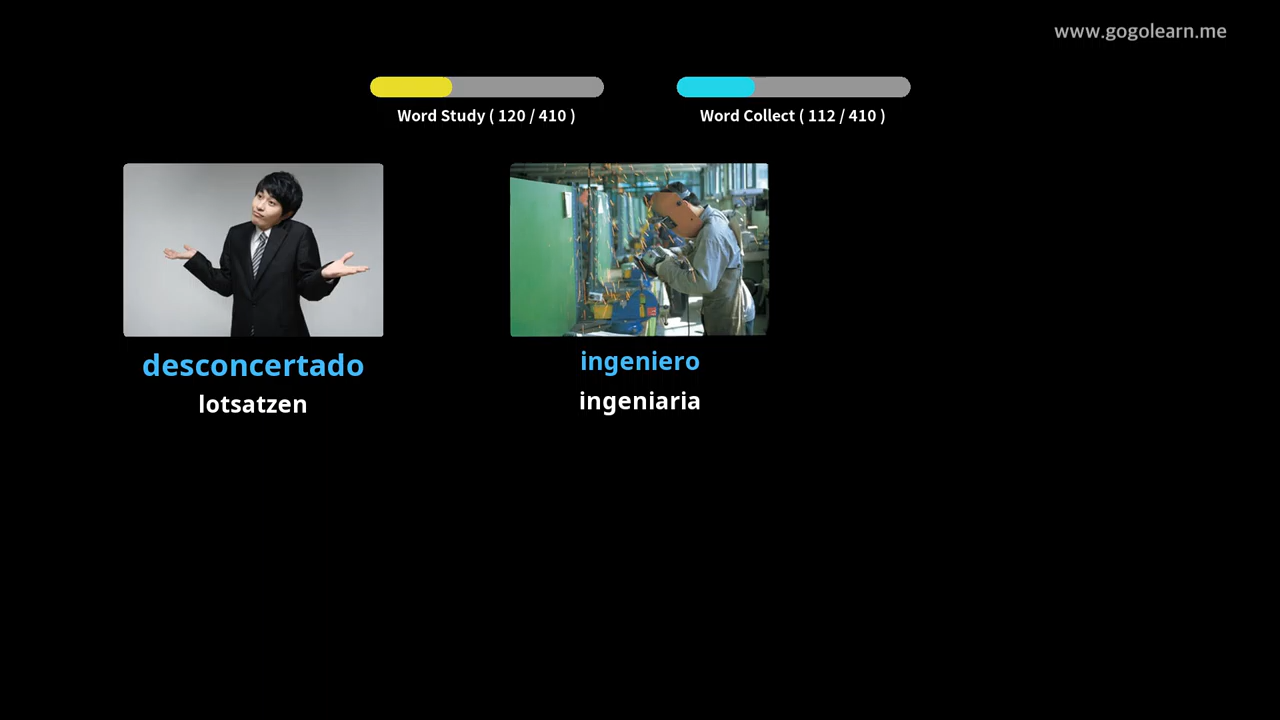 www.gogolearn.me
Word Study ( 120 / 410 )
Word Collect ( 112 / 410 )
desconcertado
lotsatzen
ingeniero
ingeniaria